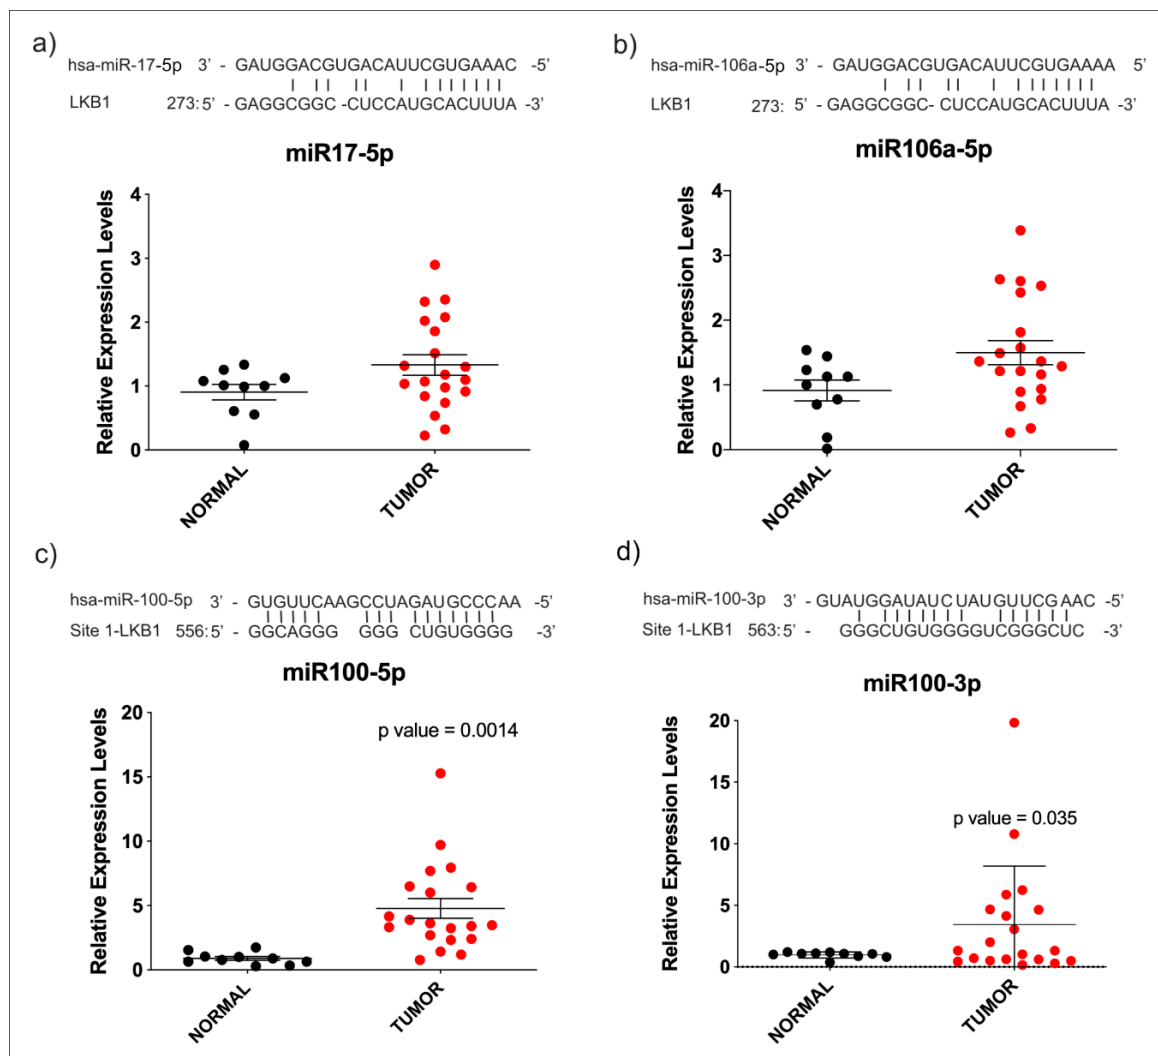 a)
hsa-miR-17-5p 3' - GAUGGACGUGACAUUCGUGAAAC -5'
LKB1 273: 5' - GAGGCGGC -CUCCAUGCACUUUA -3'
miR17-5p
Relative Expression Levels
4
3
2
1
0
NORMAL
TUMOR
b)
hsa-miR-106a-5p 3' - GAUGGACGUGACAUUCGUGAAAA 5'
LKB1 273: 5' - GAGGCGGC- CUCCAUGCACUUUA -3'
miR106a-5p
Relative Expression Levels
4
3
2
1
0
NORMAL
TUMOR
c)
hsa-miR-100-5p 3' - GUGUUCAAGCCUAGAUGCCCAA -5'
Site 1-LKB1 556: 5' - GGCAGGG GGG CUGUGGGG -3'
miR100-5p
Relative Expression Levels
20
15
10
5
0
p value = 0.0014
NORMAL
TUMOR
d)
hsa-miR-100-3p 3' - GUAUGGAUAUCUAUGUUCGAAC -5'
Site 1-LKB1 563: 5' - GGGCUGUGGGGUCGGGCUC -3'
miR100-3p
Relative Expression Levels
20
15
10
5
0
p value = 0.035
NORMAL
TUMOR